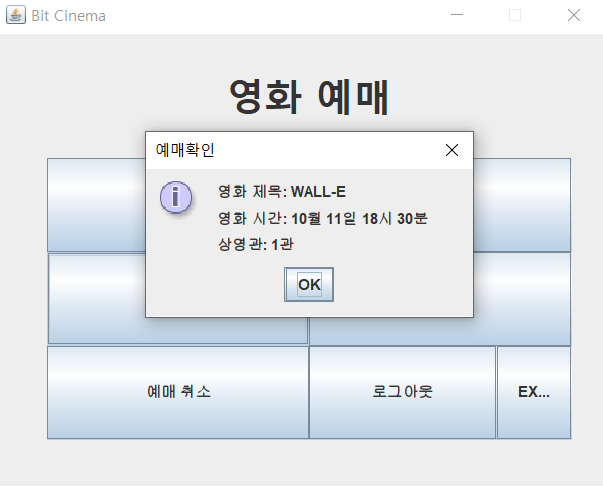 Bit Cinema
영화 예매
예매확인
영화 제목: WALL-E
영화 시간: 10월 11일 18시 30분
상영관: 1관
OK
예매 취소
로그아웃
EX...